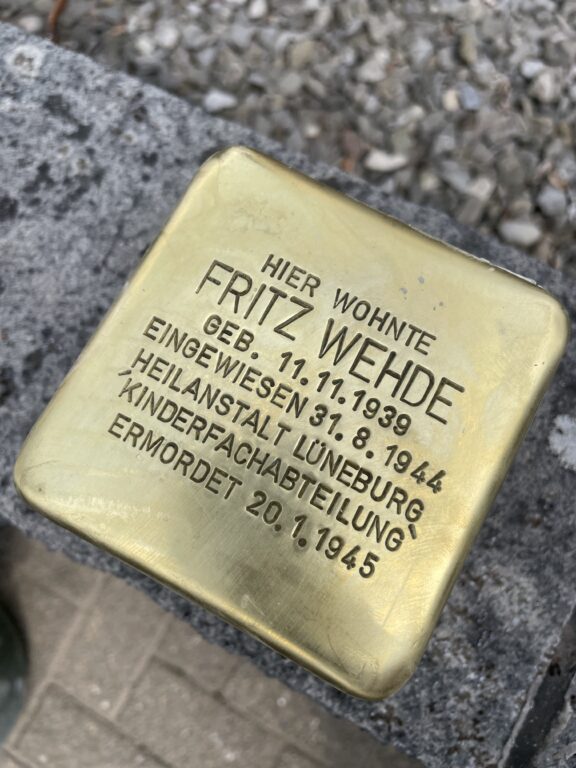 HIER WOHNTE
FRITZ WEHDE
GEB. 11.11.1939
EINGEWIESEN 31.8.1944
HEILANSTALT LÜNEBURG
´KINDERFACHABTEILUNG`
ERMORDET 20.1.1945